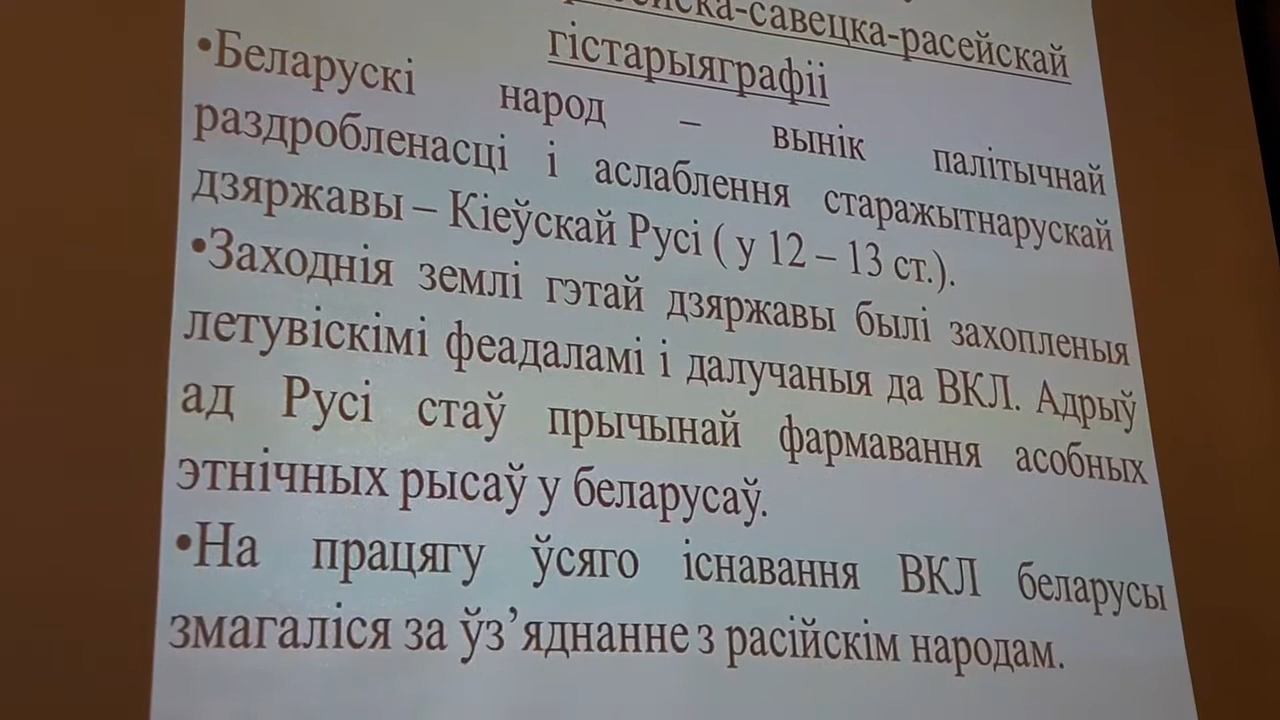 савецка-расейскай
гістарыяграфіі
•Беларускі народ – вынік палітычнай
раздробленасці і аслаблення старажытнарускай
дзяржавы – Кіеўскай Русі ( у 12 – 13 ст.).
•Заходнія землі гэтай дзяржавы былі захопленыя
летувіскімі феадаламі і далучаныя да ВКЛ. Адрыў
ад Русі стаў прычынай фармавання асобных
этнічных рысаў у беларусаў.
•На працягу ўсяго існавання ВКЛ беларусы
змагаліся за ўз’яднанне з расійскім народам.